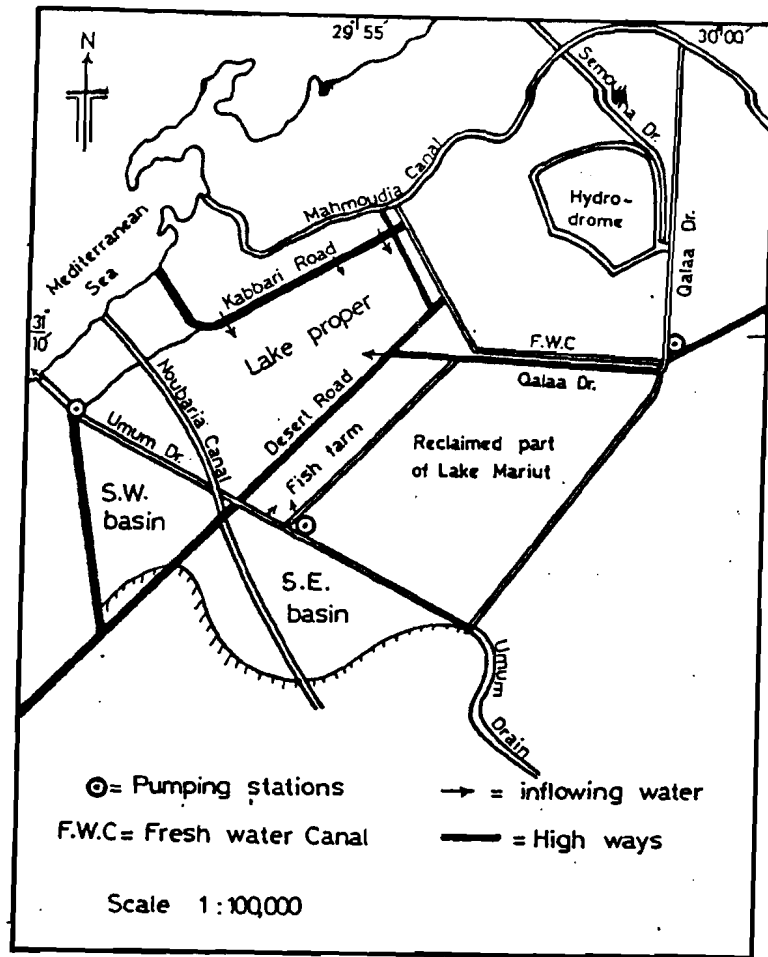 29° 55'
30° 00'
N
Semouha Dr.
Mahmoudia Canal
Hydro-
drome
Qalaa Dr.
Mediterranean
Sea
Kabbari Road
31°
10'
Lake proper
F.W.C
Qalaa Dr.
Noubaria Canal
Desert Road
Umum Dr.
Fish farm
Reclaimed part
of Lake Mariut
S.W.
basin
S.E.
basin
Umum
Drain
= Pumping stations
= inflowing water
F.W.C = Fresh water Canal
= High ways
Scale 1:100,000